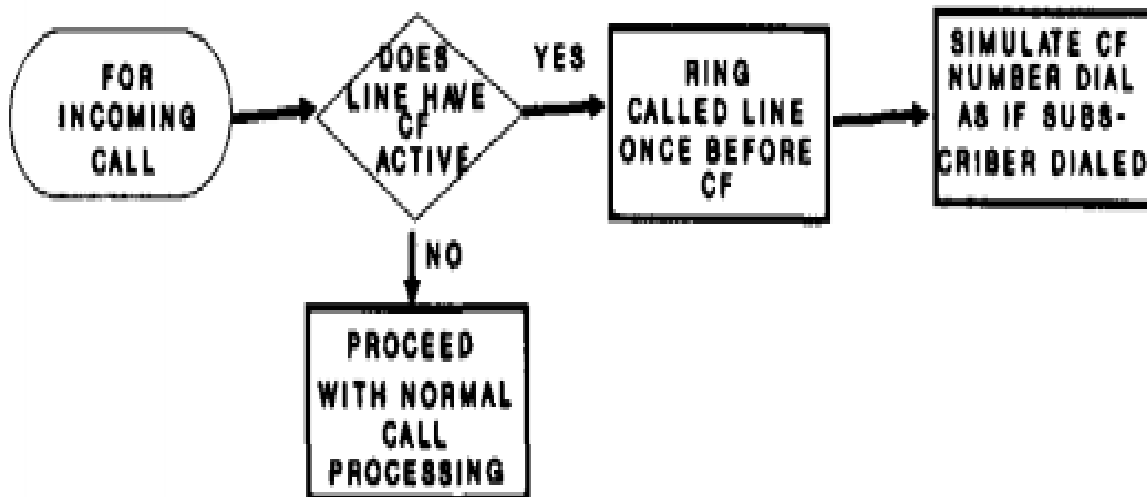 FOR
INCOMING
CALL
DOES
LINE HAVE
CF
ACTIVE
YES
RING
CALLED LINE
ONCE BEFORE
CF
SIMULATE CF
NUMBER DIAL
AS IF SUBS-
CRIBER DIALED
NO
PROCEED
WITH NORMAL
CALL
PROCESSING